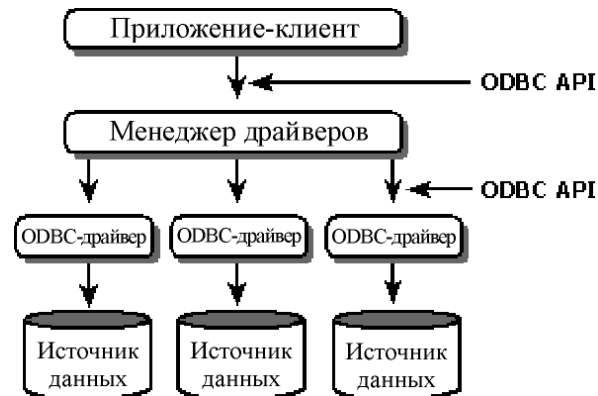 Приложение-клиент
ODBC API
Менеджер драйверов
ODBC API
ODBC-драйвер
ODBC-драйвер
ODBC-драйвер
Источник
данных
Источник
данных
Источник
данных